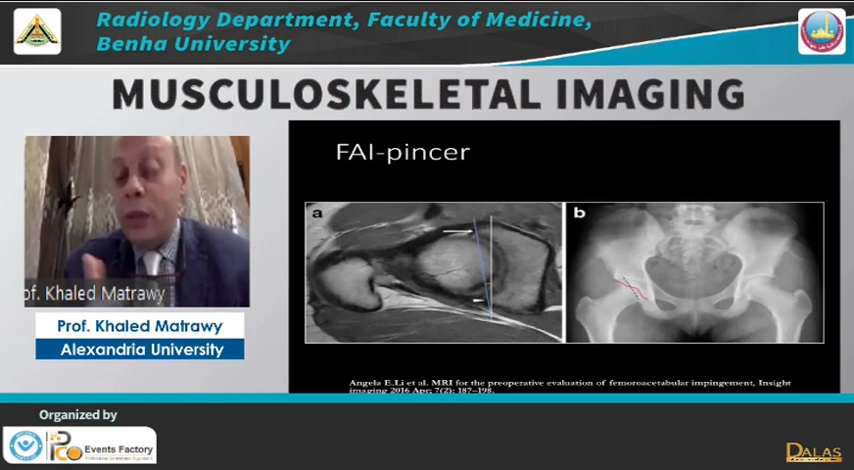 Radiology Department, Faculty of Medicine,
Benha University
MUSCULOSKELETAL IMAGING
FAI-pincer
a
b
of. Khaled Matrawy
Prof. Khaled Matrawy
Alexandria University
Angela E.Li et al. MRI for the preoperative evaluation of femoroacetabular impingement, Insight
imaging 2016 Apr; 7(2): 187–198.
Organized by
Pco
Events Factory
DALAS